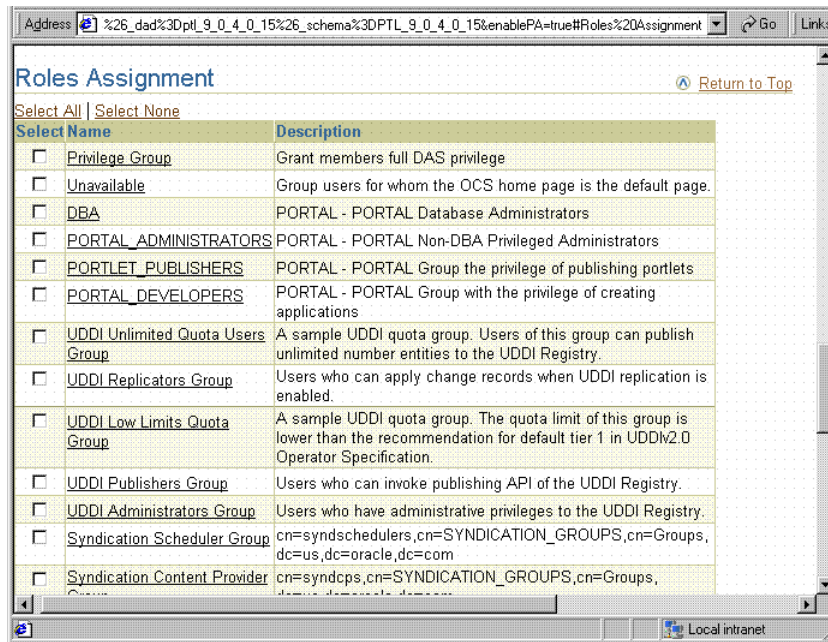 Address %26_dad%3Dptl_9_0_4_0_15%26_schema%3DPTL_9_0_4_0_15&enablePA=true#Roles%20Assignment Go Links
Roles Assignment
Return to Top
Select All | Select None
Select Name Description
Privilege Group Grant members full DAS privilege
Unavailable Group users for whom the OCS home page is the default page.
DBA PORTAL - PORTAL Database Administrators
PORTAL_ADMINISTRATORS PORTAL - PORTAL Non-DBA Privileged Administrators
PORTLET_PUBLISHERS PORTAL - PORTAL Group the privilege of publishing portlets
PORTAL_DEVELOPERS PORTAL - PORTAL Group with the privilege of creating
applications
UDDI Unlimited Quota Users A sample UDDI quota group. Users of this group can publish
Group unlimited number entities to the UDDI Registry.
UDDI Replicators Group Users who can apply change records when UDDI replication is
enabled.
UDDI Low Limits Quota A sample UDDI quota group. The quota limit of this group is
Group lower than the recommendation for default tier 1 in UDDIv2.0
Operator Specification.
UDDI Publishers Group Users who can invoke publishing API of the UDDI Registry.
UDDI Administrators Group Users who have administrative privileges to the UDDI Registry.
Syndication Scheduler Group cn=syndschedulers,cn=SYNDICATION_GROUPS,cn=Groups,
dc=us,dc=oracle,dc=com
Syndication Content Provider cn=syndcps,cn=SYNDICATION_GROUPS,cn=Groups,
Local intranet